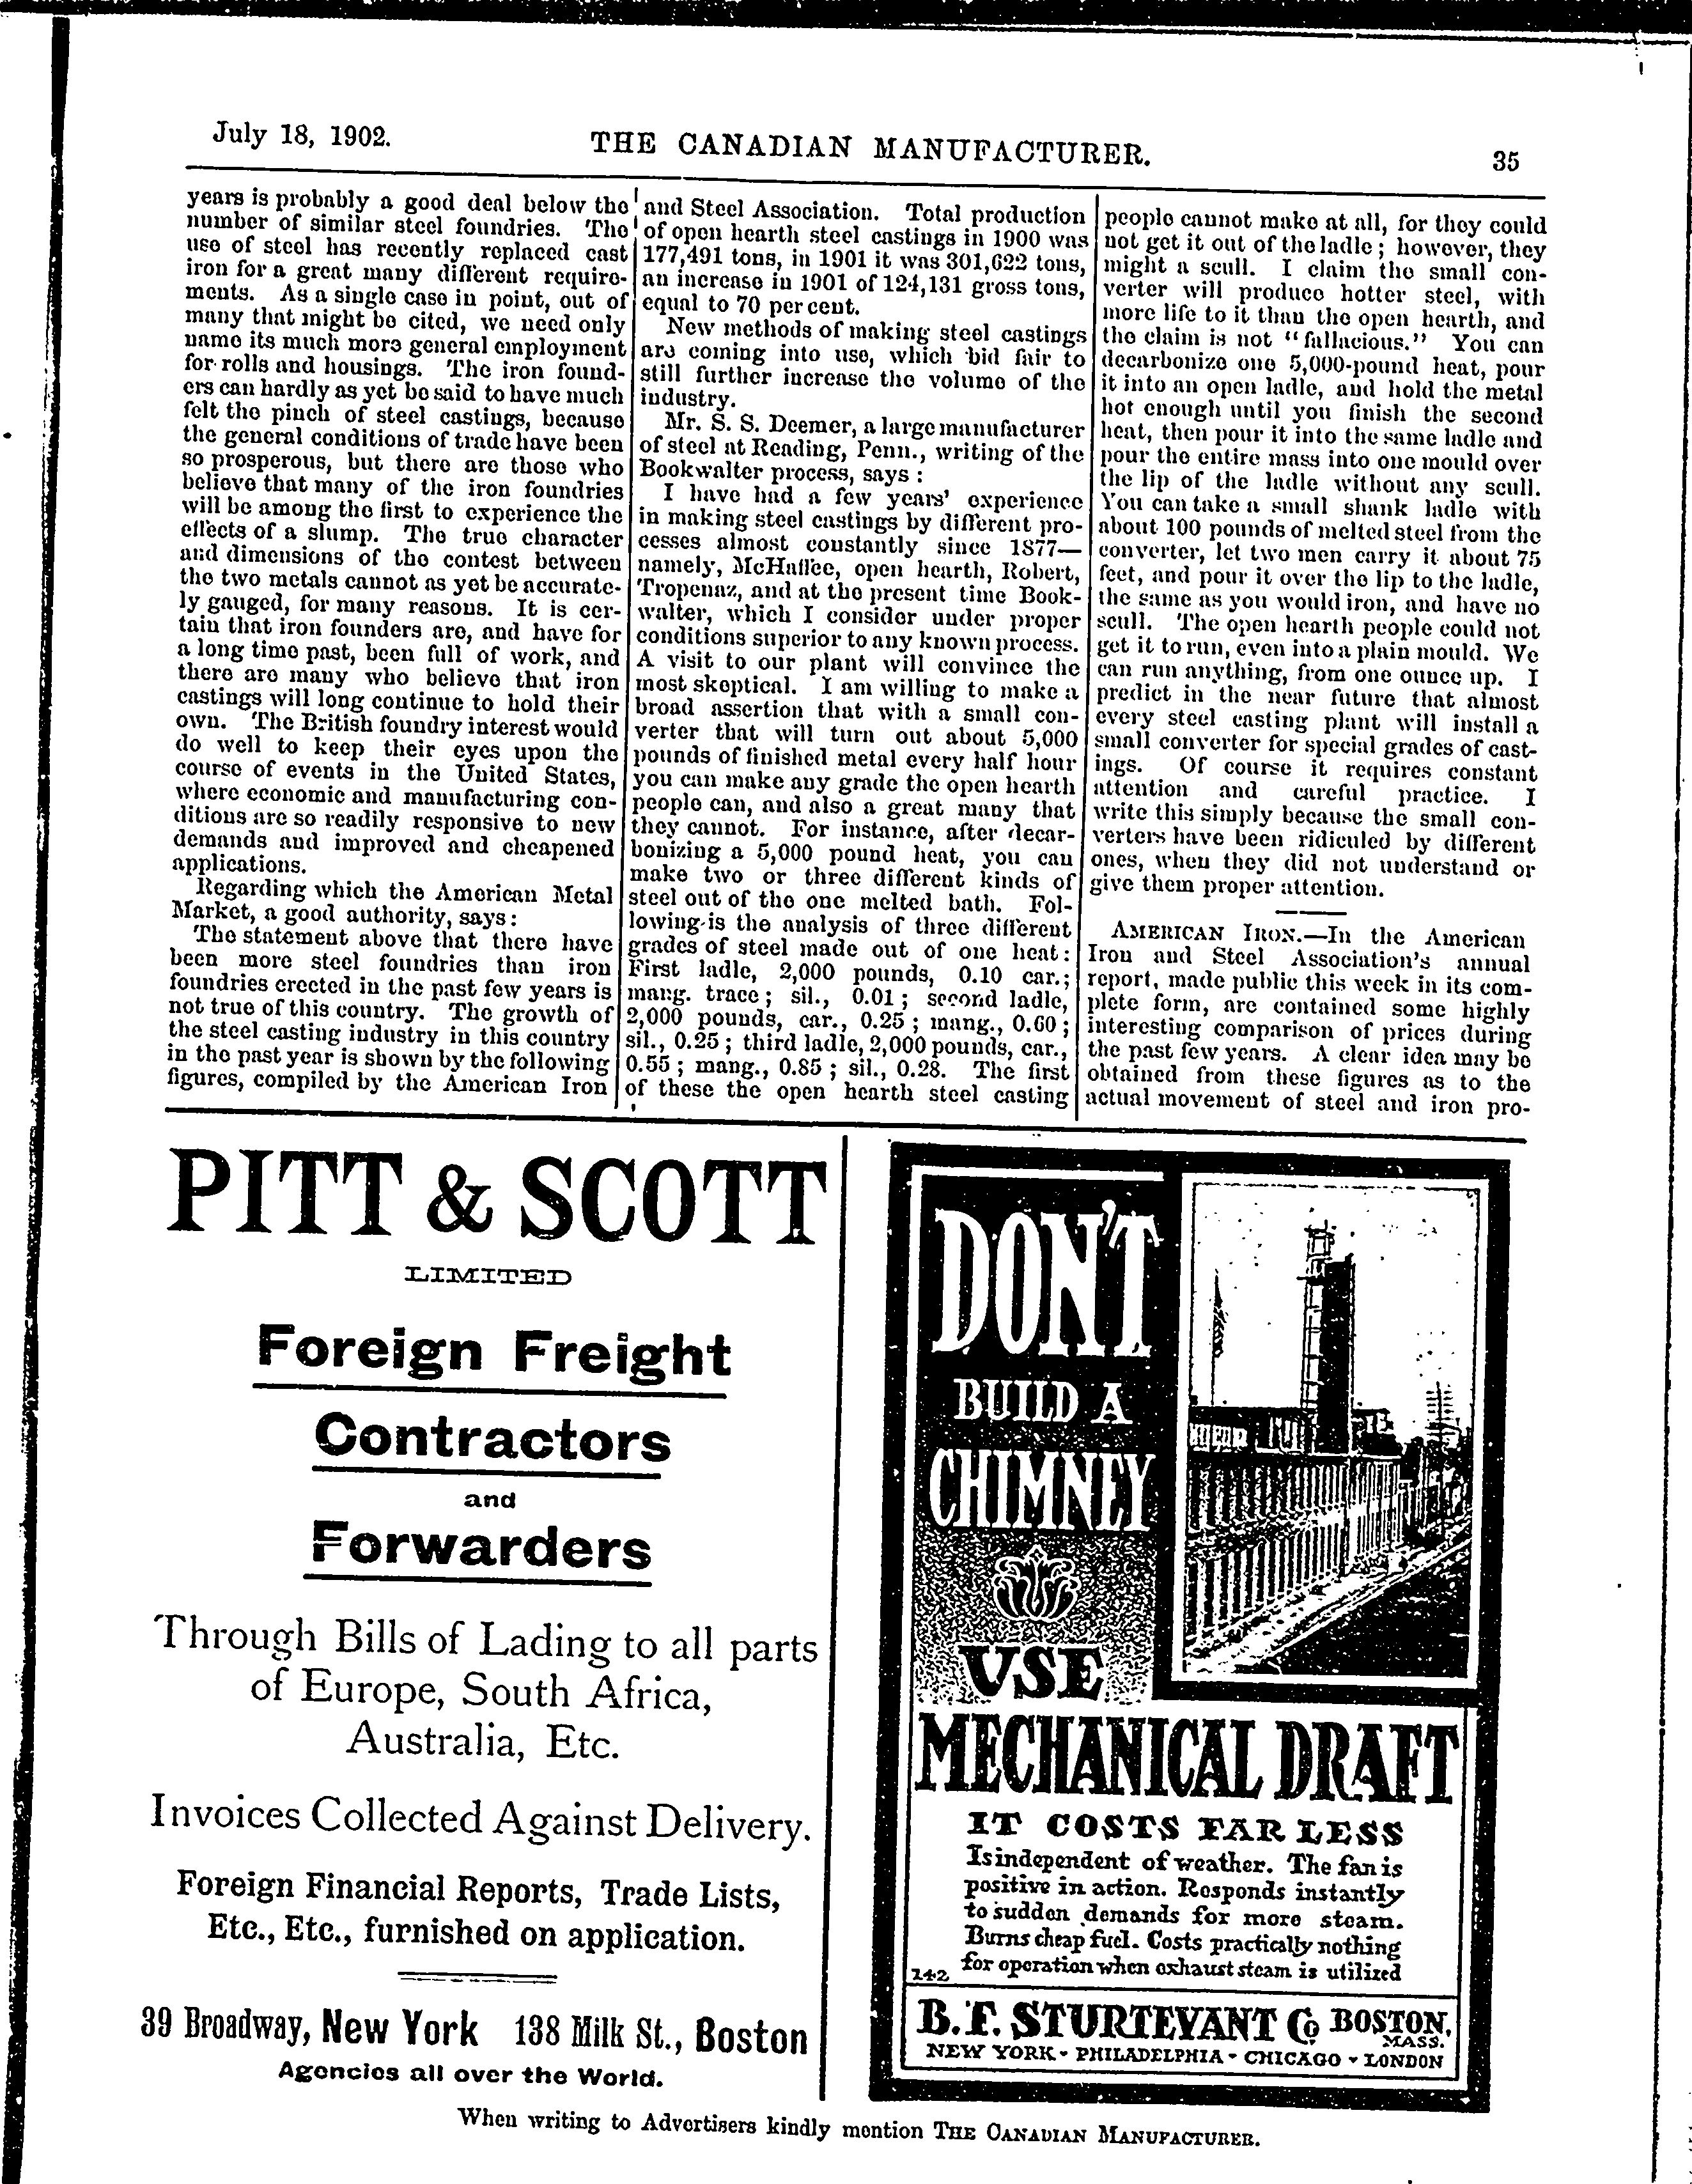 July 18, 1902.
THE CANADIAN MANUFACTURER.
35
years is probably a good deal below the
number of similar steel foundries. The
use of steel has recently replaced cast
iron for a great many different require-
ments. As a single case in point, out of
many that might be cited, we need only
name its much more general employment
for rolls and housings. The iron found-
ers can hardly as yet be said to have much
felt the pinch of steel castings, because
the general conditions of trade have been
so prosperous, but there are those who
believe that many of the iron foundries
will be among the first to experience the
effects of a slump. The true character
and dimensions of the contest between
the two metals cannot as yet be accurate-
ly gauged, for many reasons. It is cer-
tain that iron founders are, and have for
a long time past, been full of work, and
there are many who believe that iron
castings will long continue to hold their
own. The British foundry interest would
do well to keep their eyes upon the
course of events in the United States,
where economic and manufacturing con-
ditions are so readily responsive to new
demands and improved and cheapened
applications.
Regarding which the American Metal
Market, a good authority, says:
The statement above that there have
been more steel foundries than iron
foundries erected in the past few years is
not true of this country. The growth of
the steel casting industry in this country
in the past year is shown by the following
figures, compiled by the American Iron
and Steel Association. Total production
of open hearth steel castings in 1900 was
177,491 tons, in 1901 it was 301,622 tons,
an increase in 1901 of 124,131 gross tons,
equal to 70 per cent.
New methods of making steel castings
are coming into use, which bid fair to
still further increase the volume of the
industry.
Mr. S. S. Deemer, a large manufacturer
of steel at Reading, Penn., writing of the
Bookwalter process, says :
I have had a few years' experience
in making steel castings by different pro-
cesses almost constantly since 1877—
namely, McHaffee, open hearth, Robert,
Tropenaz, and at the present time Book-
walter, which I consider under proper
conditions superior to any known process.
A visit to our plant will convince the
most skeptical. I am willing to make a
broad assertion that with a small con-
verter that will turn out about 5,000
pounds of finished metal every half hour
you can make any grade the open hearth
people can, and also a great many that
they cannot. For instance, after decar-
bonizing a 5,000 pound heat, you can
make two or three different kinds of
steel out of the one melted bath. Fol-
lowing is the analysis of three different
grades of steel made out of one heat:
First ladle, 2,000 pounds, 0.10 car.;
mang. trace; sil., 0.01; second ladle,
2,000 pounds, car., 0.25 ; mang., 0.60 ;
sil., 0.25 ; third ladle, 2,000 pounds, car.,
0.55 ; mang., 0.85 ; sil., 0.28. The first
of these the open hearth steel casting
people cannot make at all, for they could
not get it out of the ladle ; however, they
might a scull. I claim the small con-
verter will produce hotter steel, with
more life to it than the open hearth, and
the claim is not "fallacious." You can
decarbonize one 5,000-pound heat, pour
it into an open ladle, and hold the metal
hot enough until you finish the second
heat, then pour it into the same ladle and
pour the entire mass into one mould over
the lip of the ladle without any scull.
You can take a small shank ladle with
about 100 pounds of melted steel from the
converter, let two men carry it about 75
feet, and pour it over the lip to the ladle,
the same as you would iron, and have no
scull. The open hearth people could not
get it to run, even into a plain mould. We
can run anything, from one ounce up. I
predict in the near future that almost
every steel casting plant will install a
small converter for special grades of cast-
ings. Of course it requires constant
attention and careful practice. I
write this simply because the small con-
verters have been ridiculed by different
ones, when they did not understand or
give them proper attention.
AMERICAN IRON.—In the American
Iron and Steel Association's annual
report, made public this week in its com-
plete form, are contained some highly
interesting comparison of prices during
the past few years. A clear idea may be
obtained from these figures as to the
actual movement of steel and iron pro-
PITT & SCOTT
LIMITED
Foreign Freight
Contractors
and
Forwarders
Through Bills of Lading to all parts
of Europe, South Africa,
Australia, Etc.
Invoices Collected Against Delivery.
Foreign Financial Reports, Trade Lists,
Etc., Etc., furnished on application.
39 Broadway, New York 138 Milk St., Boston
Agencies all over the World.
DON'T
BUILD A
CHIMNEY
USE
MECHANICAL DRAFT
IT COSTS FAR LESS
Is independent of weather. The fan is
positive in action. Responds instantly
to sudden demands for more steam.
Burns cheap fuel. Costs practically nothing
for operation when exhaust steam is utilized
142
B. F. STURTEVANT Co BOSTON, MASS.
NEW YORK - PHILADELPHIA - CHICAGO - LONDON
When writing to Advertisers kindly mention THE CANADIAN MANUFACTURER.